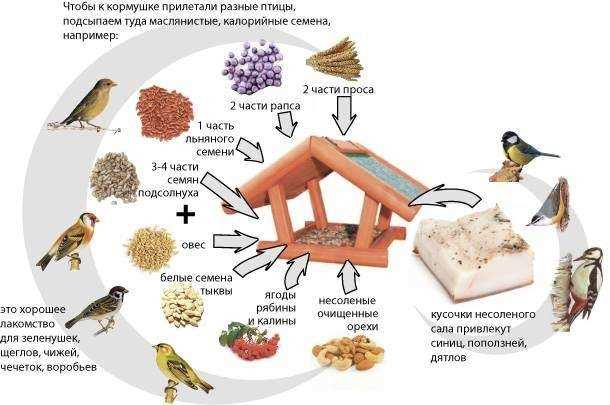 Чтобы к кормушке прилетали разные птицы,
подсыпаем туда маслянистые, калорийные семена,
например:
2 части проса
2 части рапса
1 часть
льняного
семени
3-4 части
семян
подсолнуха
+
овес
белые семена
тыквы
ягоды
рябины
и калины
несоленые
очищенные
орехи
это хорошее
лакомство
для зеленушек,
щеглов, чижей,
чечеток, воробьев
кусочки несоленого
сала привлекут
синиц, поползней,
дятлов